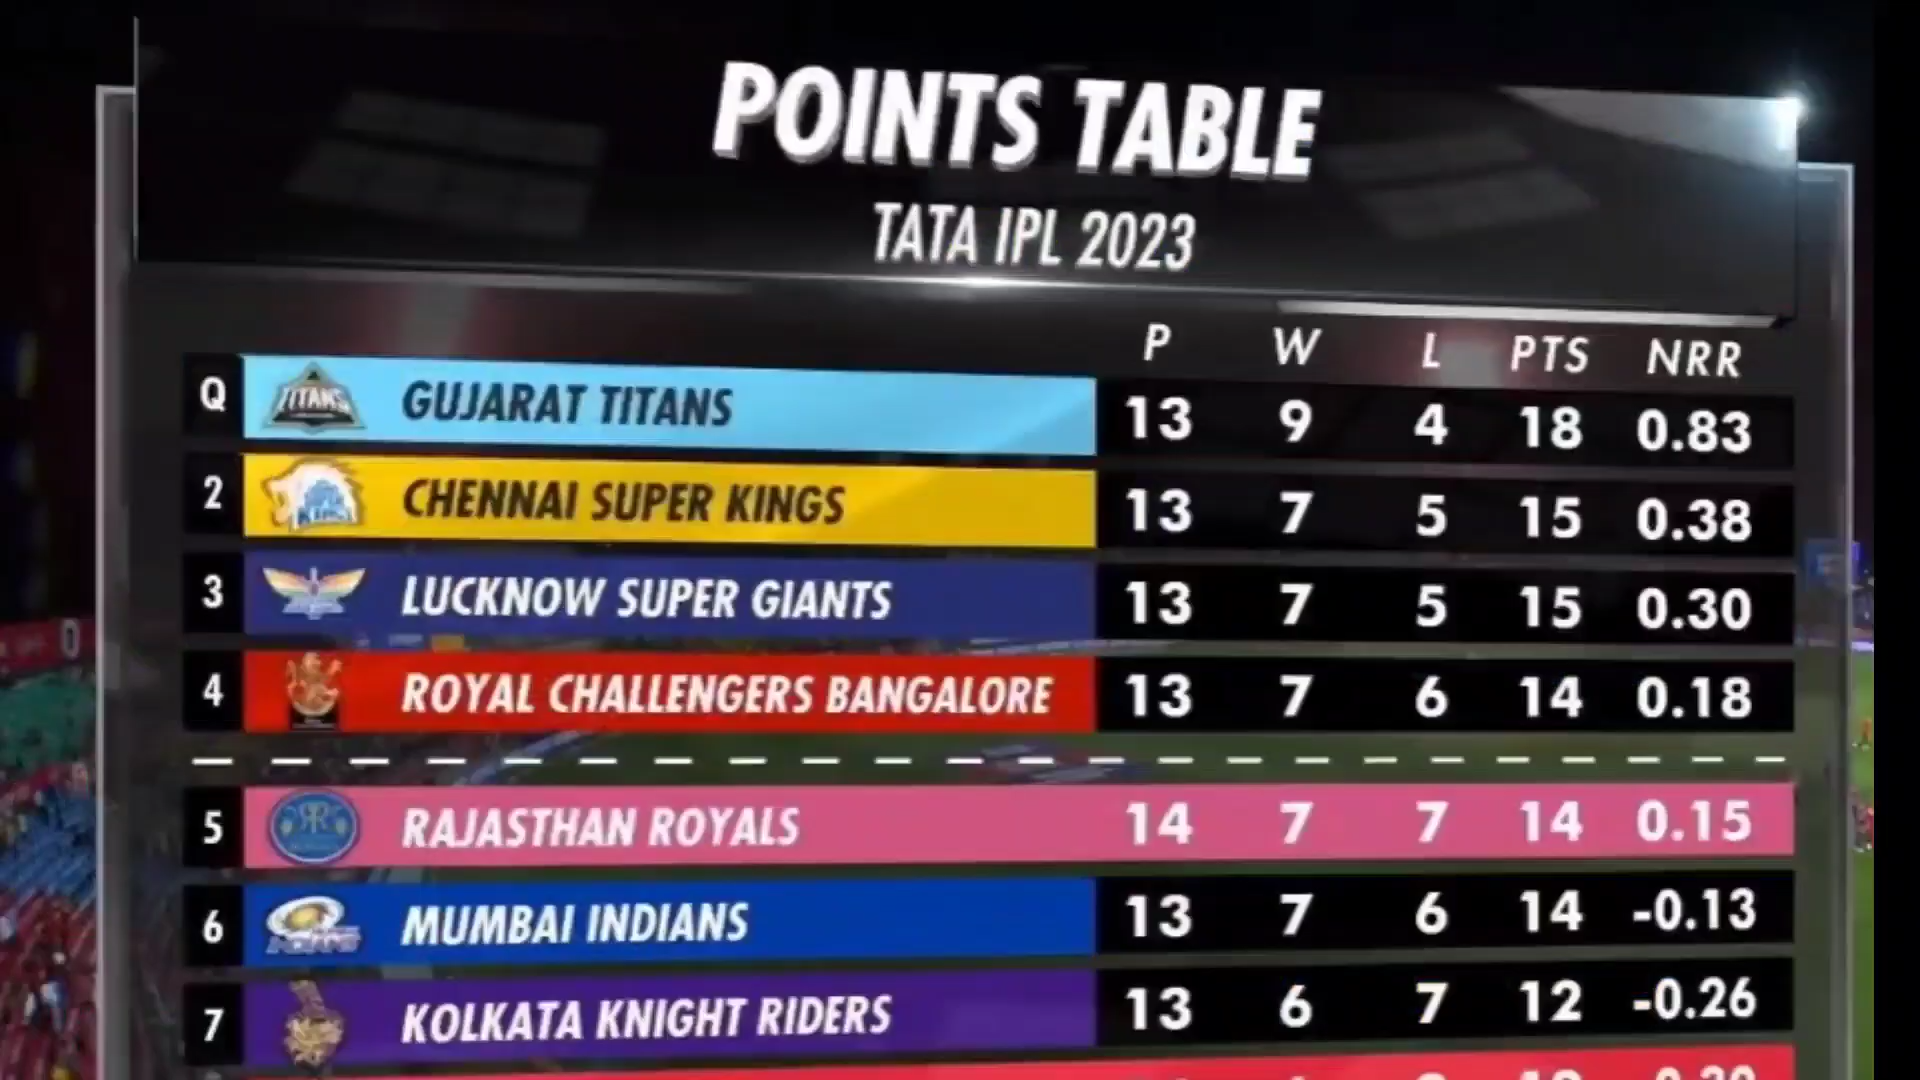 POINTS TABLE
TATA IPL 2023
P W L PTS NRR
Q TITANS GUJARAT TITANS 13 9 4 18 0.83
2 CHENNAI SUPER KINGS 13 7 5 15 0.38
3 LUCKNOW SUPER GIANTS 13 7 5 15 0.30
4 ROYAL CHALLENGERS BANGALORE 13 7 6 14 0.18
5 RR RAJASTHAN ROYALS 14 7 7 14 0.15
6 MUMBAI INDIANS 13 7 6 14 -0.13
7 KOLKATA KNIGHT RIDERS 13 6 7 12 -0.26